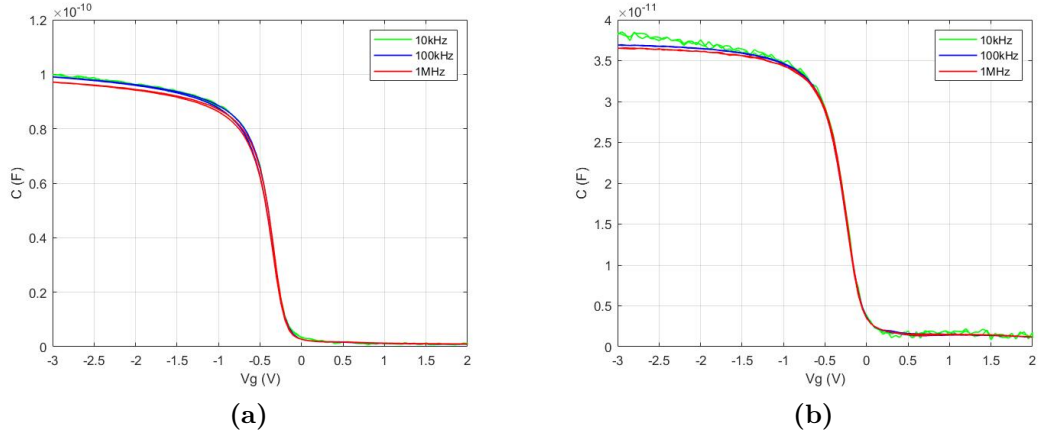 ×10⁻¹⁰
1.2
1
0.8
0.6
0.4
0.2
0
C (F)
-3 -2.5 -2 -1.5 -1 -0.5 0 0.5 1 1.5 2
Vg (V)
10kHz
100kHz
1MHz
(a)
×10⁻¹¹
4
3.5
3
2.5
2
1.5
1
0.5
0
C (F)
-3 -2.5 -2 -1.5 -1 -0.5 0 0.5 1 1.5 2
Vg (V)
10kHz
100kHz
1MHz
(b)